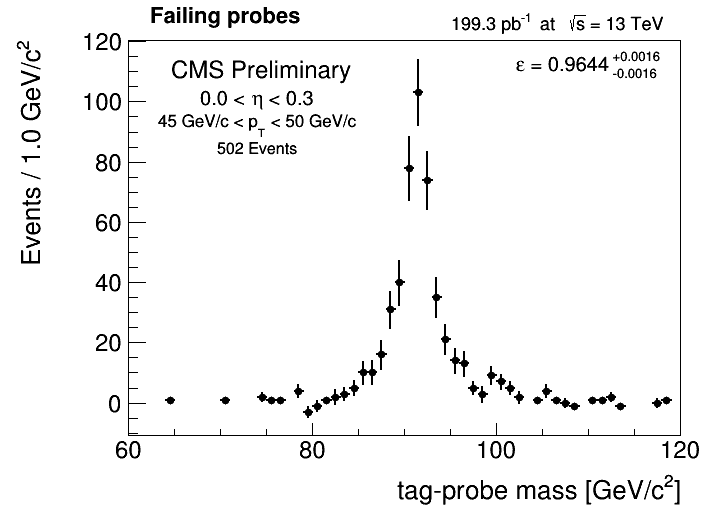 Failing probes
199.3 pb⁻¹ at √s = 13 TeV
CMS Preliminary
ε = 0.9644 +0.0016 -0.0016
0.0 < η < 0.3
45 GeV/c < p_T < 50 GeV/c
502 Events
Events / 1.0 GeV/c²
120
100
80
60
40
20
0
60 80 100 120
tag-probe mass [GeV/c²]